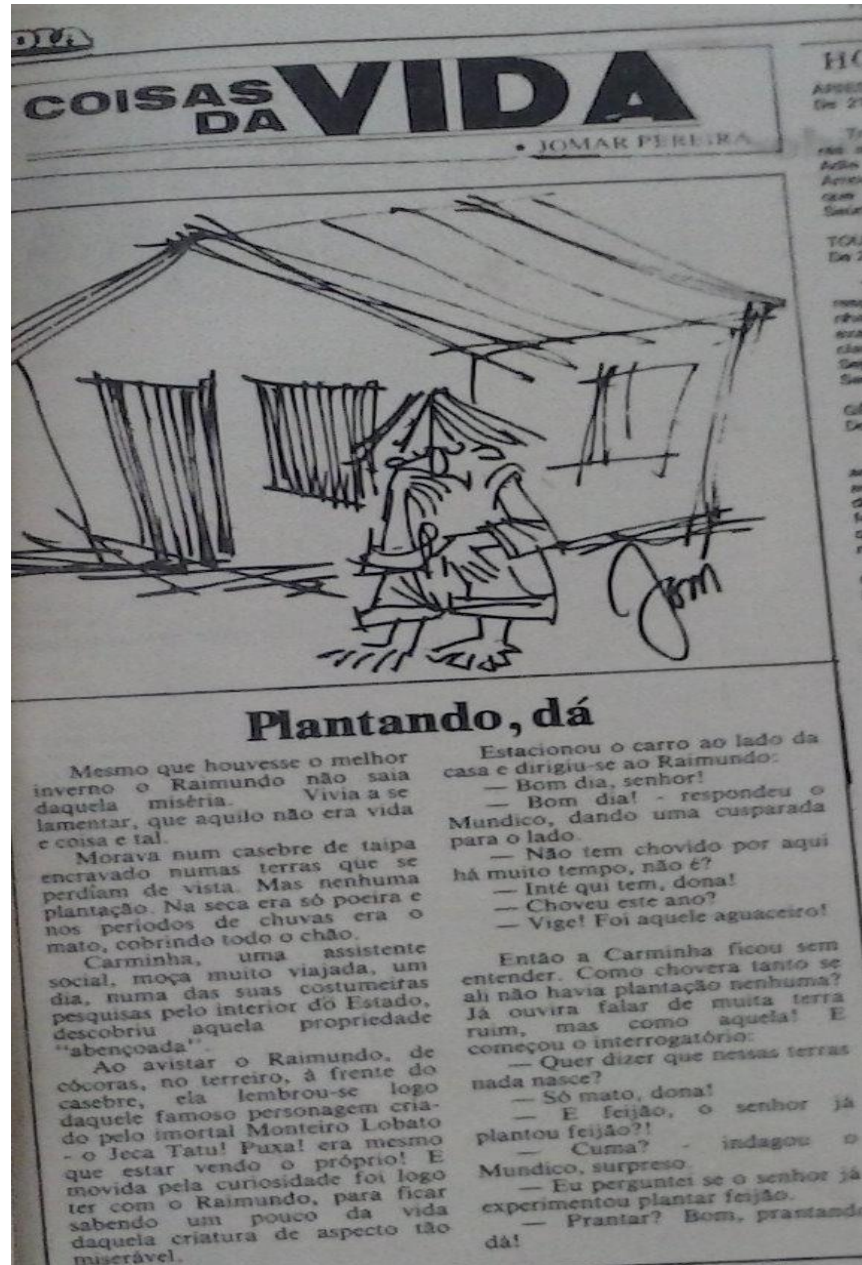 DIA
COISAS
DA VIDA
• JOMAR PEREIRA
Jom
Plantando, dá
Mesmo que houvesse o melhor
inverno o Raimundo não saia
daquela miséria. Vivia a se
lamentar, que aquilo não era vida
e coisa e tal.
Morava num casebre de taipa
encravado numas terras que se
perdiam de vista. Mas nenhuma
plantação. Na seca era só poeira e
nos períodos de chuvas era o
mato, cobrindo todo o chão.
Carminha, uma assistente
social, moça muito viajada, um
dia, numa das suas costumeiras
pesquisas pelo interior do Estado,
descobriu aquela propriedade
"abençoada".
Ao avistar o Raimundo, de
cócoras, no terreiro, à frente do
casebre, ela lembrou-se logo
daquele famoso personagem cria-
do pelo imortal Monteiro Lobato
- o Jeca Tatu! Puxa! era mesmo
que estar vendo o próprio! E
movida pela curiosidade foi logo
ter com o Raimundo, para ficar
sabendo um pouco da vida
daquela criatura de aspecto tão
miserável.
Estacionou o carro ao lado da
casa e dirigiu-se ao Raimundo:
— Bom dia, senhor!
— Bom dia! - respondeu o
Mundico, dando uma cusparada
para o lado.
— Não tem chovido por aqui
há muito tempo, não é?
— Inté qui tem, dona!
— Choveu este ano?
— Vige! Foi aquele aguaceiro!
Então a Carminha ficou sem
entender. Como chovera tanto se
ali não havia plantação nenhuma?
Já ouvira falar de muita terra
ruim, mas como aquela! E
começou o interrogatório:
— Quer dizer que nessas terras
nada nasce?
— Só mato, dona!
— E feijão, o senhor já
plantou feijão?!
— Cuma? - indagou o
Mundico, surpreso.
— Eu perguntei se o senhor já
experimentou plantar feijão.
— Prantar? Bom, prantando
dá!